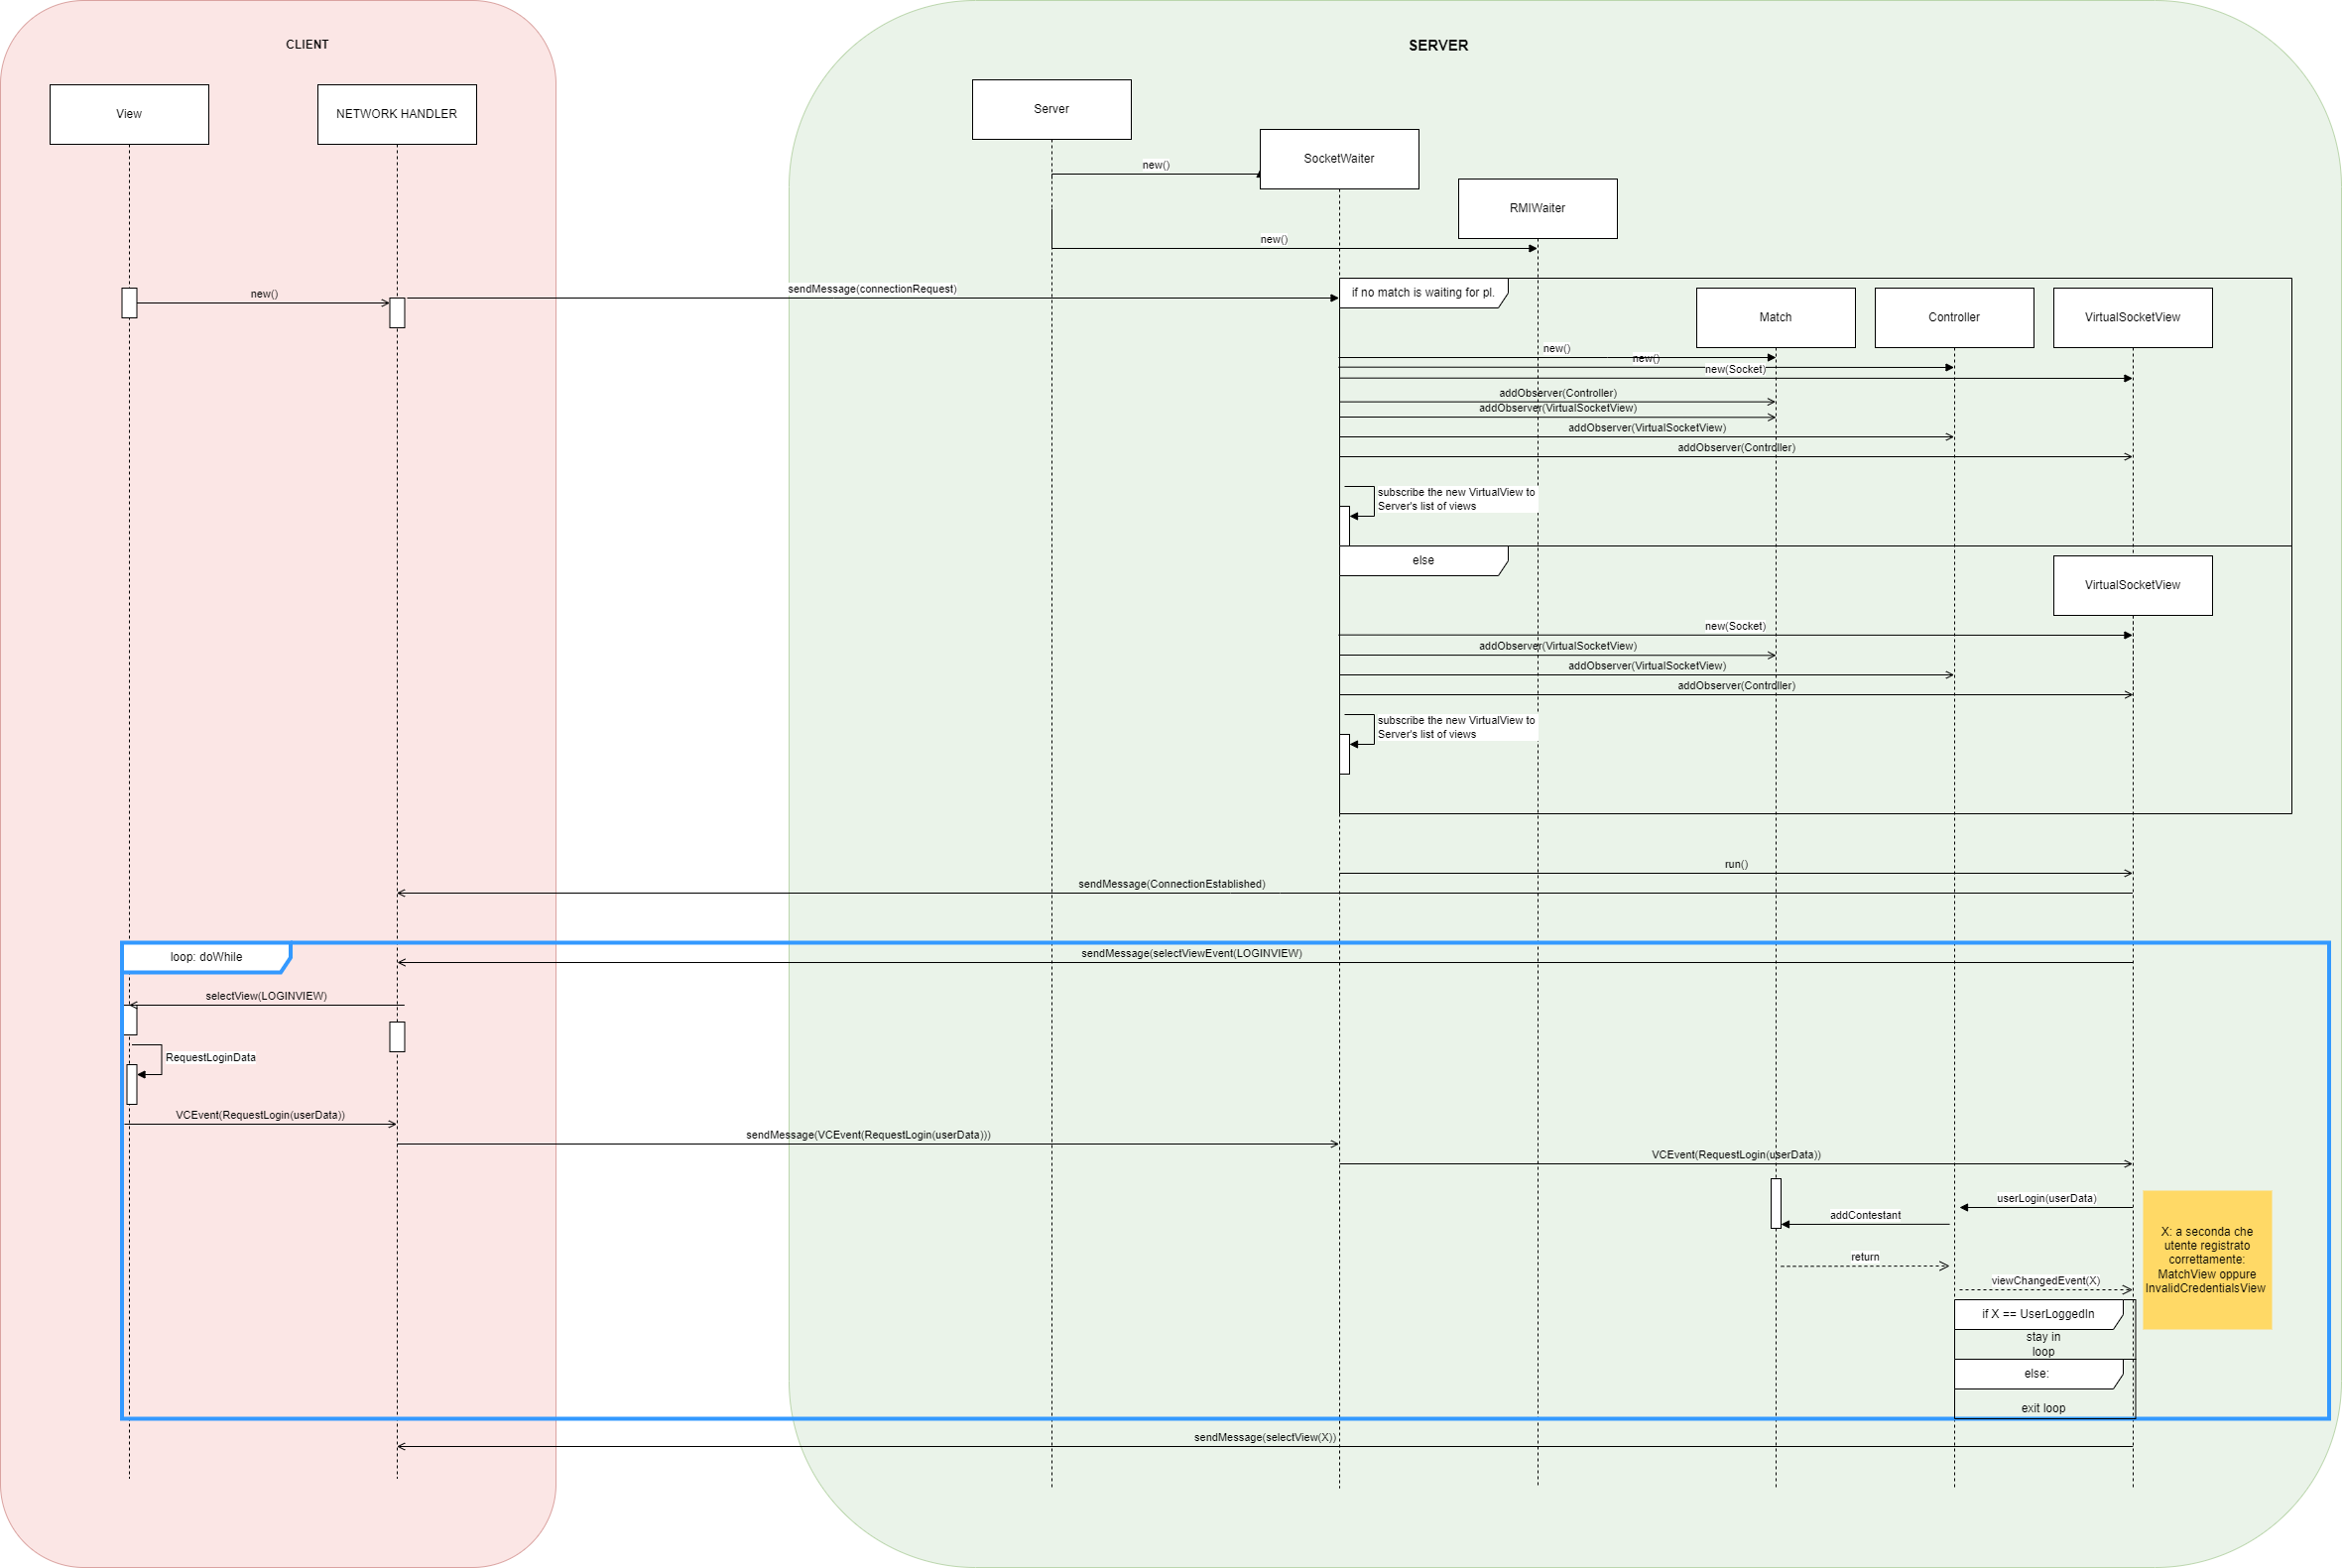 CLIENT
SERVER
View
NETWORK HANDLER
Server
SocketWaiter
new()
RMIWaiter
new()
new()
sendMessage(connectionRequest)
if no match is waiting for pl.
Match
Controller
VirtualSocketView
new()
new()
new(Socket)
addObserver(Controller)
addObserver(VirtualSocketView)
addObserver(VirtualSocketView)
addObserver(Controller)
subscribe the new VirtualView to
Server's list of views
else
VirtualSocketView
new(Socket)
addObserver(VirtualSocketView)
addObserver(VirtualSocketView)
addObserver(Controller)
subscribe the new VirtualView to
Server's list of views
run()
sendMessage(ConnectionEstablished)
loop: doWhile
sendMessage(selectViewEvent(LOGINVIEW)
selectView(LOGINVIEW)
RequestLoginData
VCEvent(RequestLogin(userData))
sendMessage(VCEvent(RequestLogin(userData)))
VCEvent(RequestLogin(userData))
userLogin(userData)
addContestant
return
viewChangedEvent(X)
X: a seconda che
utente registrato
correttamente:
MatchView oppure
InvalidCredentialsView
if X == UserLoggedIn
stay in
loop
else:
exit loop
sendMessage(selectView(X))